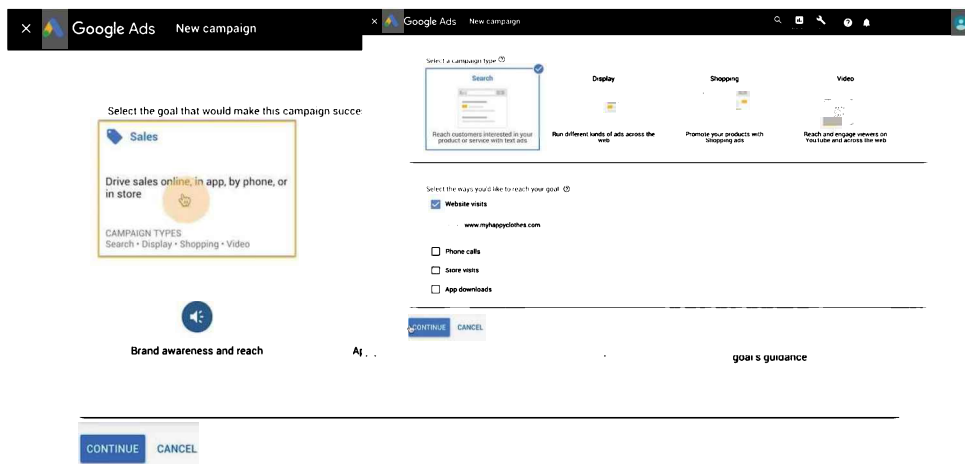 Google Ads New campaign
Select the goal that would make this campaign succe
Sales
Drive sales online, in app, by phone, or
in store
CAMPAIGN TYPES
Search • Display • Shopping • Video
Brand awareness and reach
CONTINUE CANCEL
Google Ads New campaign
Select a campaign type
Search
Reach customers interested in your
product or service with text ads
Display
Run different kinds of ads across the
web
Shopping
Promote your products with
Shopping ads
Video
Reach and engage viewers on
YouTube and across the web
Select the ways you'd like to reach your goal
Website visits
www.myhappyclothes.com
Phone calls
Store visits
App downloads
CONTINUE CANCEL
goal's guidance